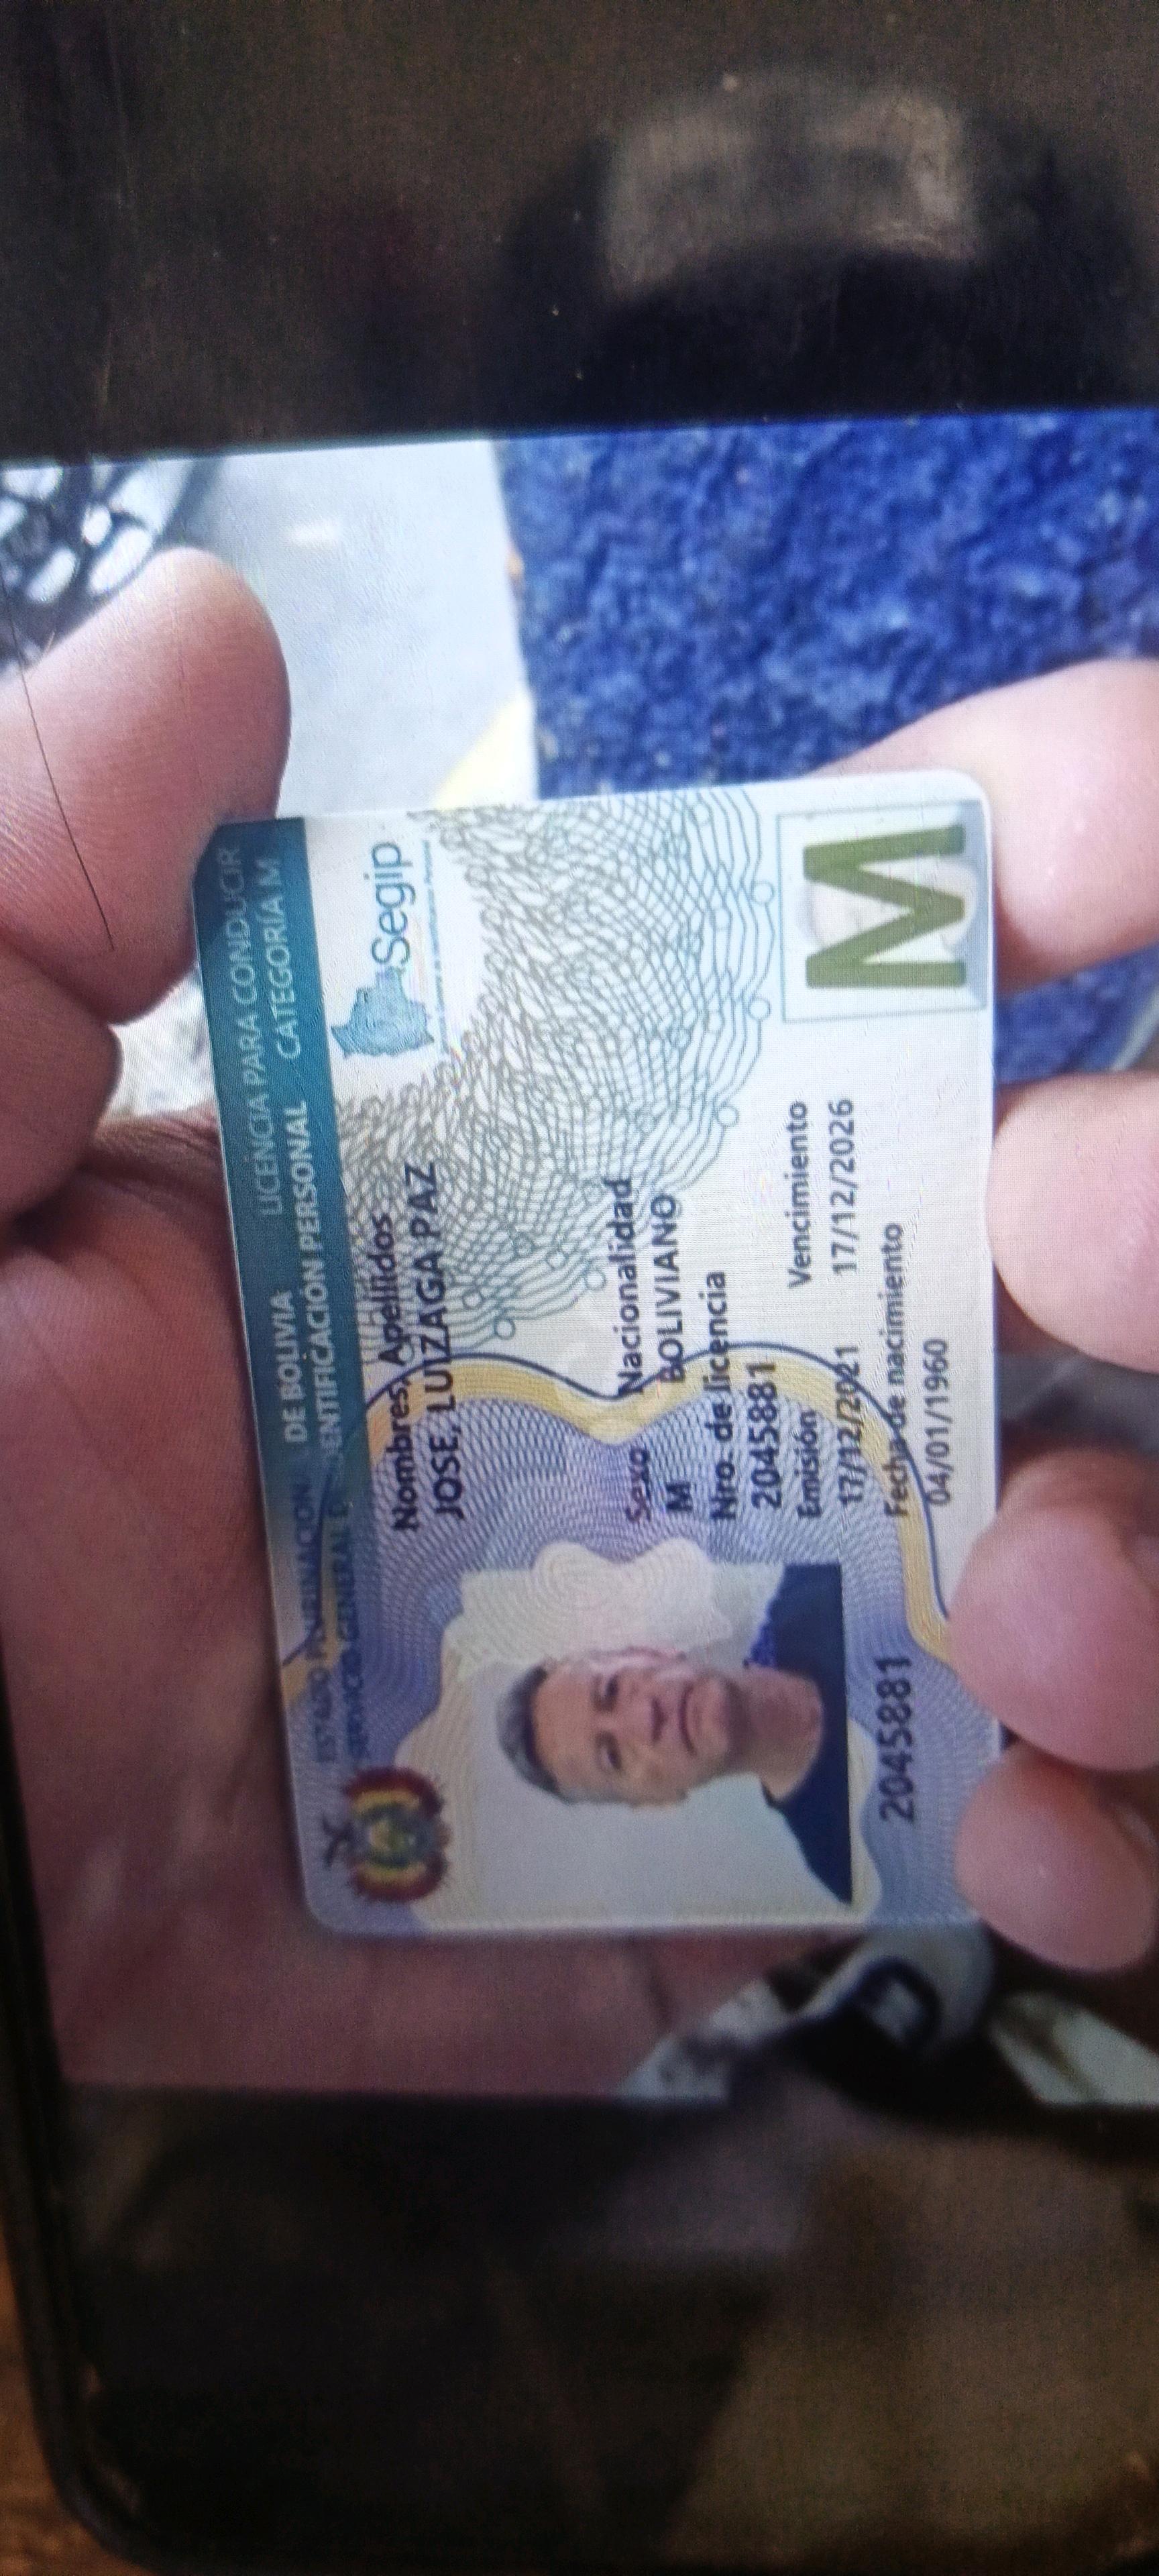 ESTADO PLURINACIONAL DE BOLIVIA
SERVICIO GENERAL DE IDENTIFICACIÓN PERSONAL
LICENCIA PARA CONDUCIR
CATEGORÍA M
Segip
Nombres, Apellidos
JOSE, LUIZAGA PAZ
Sexo Nacionalidad
M BOLIVIANO
Nro. de licencia
2045881
Emisión Vencimiento
17/12/2021 17/12/2026
Fecha de nacimiento
04/01/1960
2045881
M